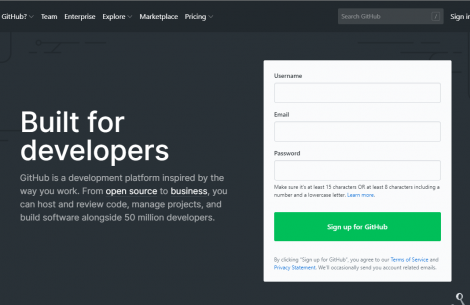 GitHub? Team Enterprise Explore Marketplace Pricing Search GitHub / Sign in
Username
Email
Built for
developers
Password
GitHub is a development platform inspired by the
way you work. From open source to business, you
can host and review code, manage projects, and
build software alongside 50 million developers.
Make sure it's at least 15 characters OR at least 8 characters including a
number and a lowercase letter. Learn more.
Sign up for GitHub
By clicking "Sign up for GitHub", you agree to our Terms of Service and
Privacy Statement. We'll occasionally send you account related emails.